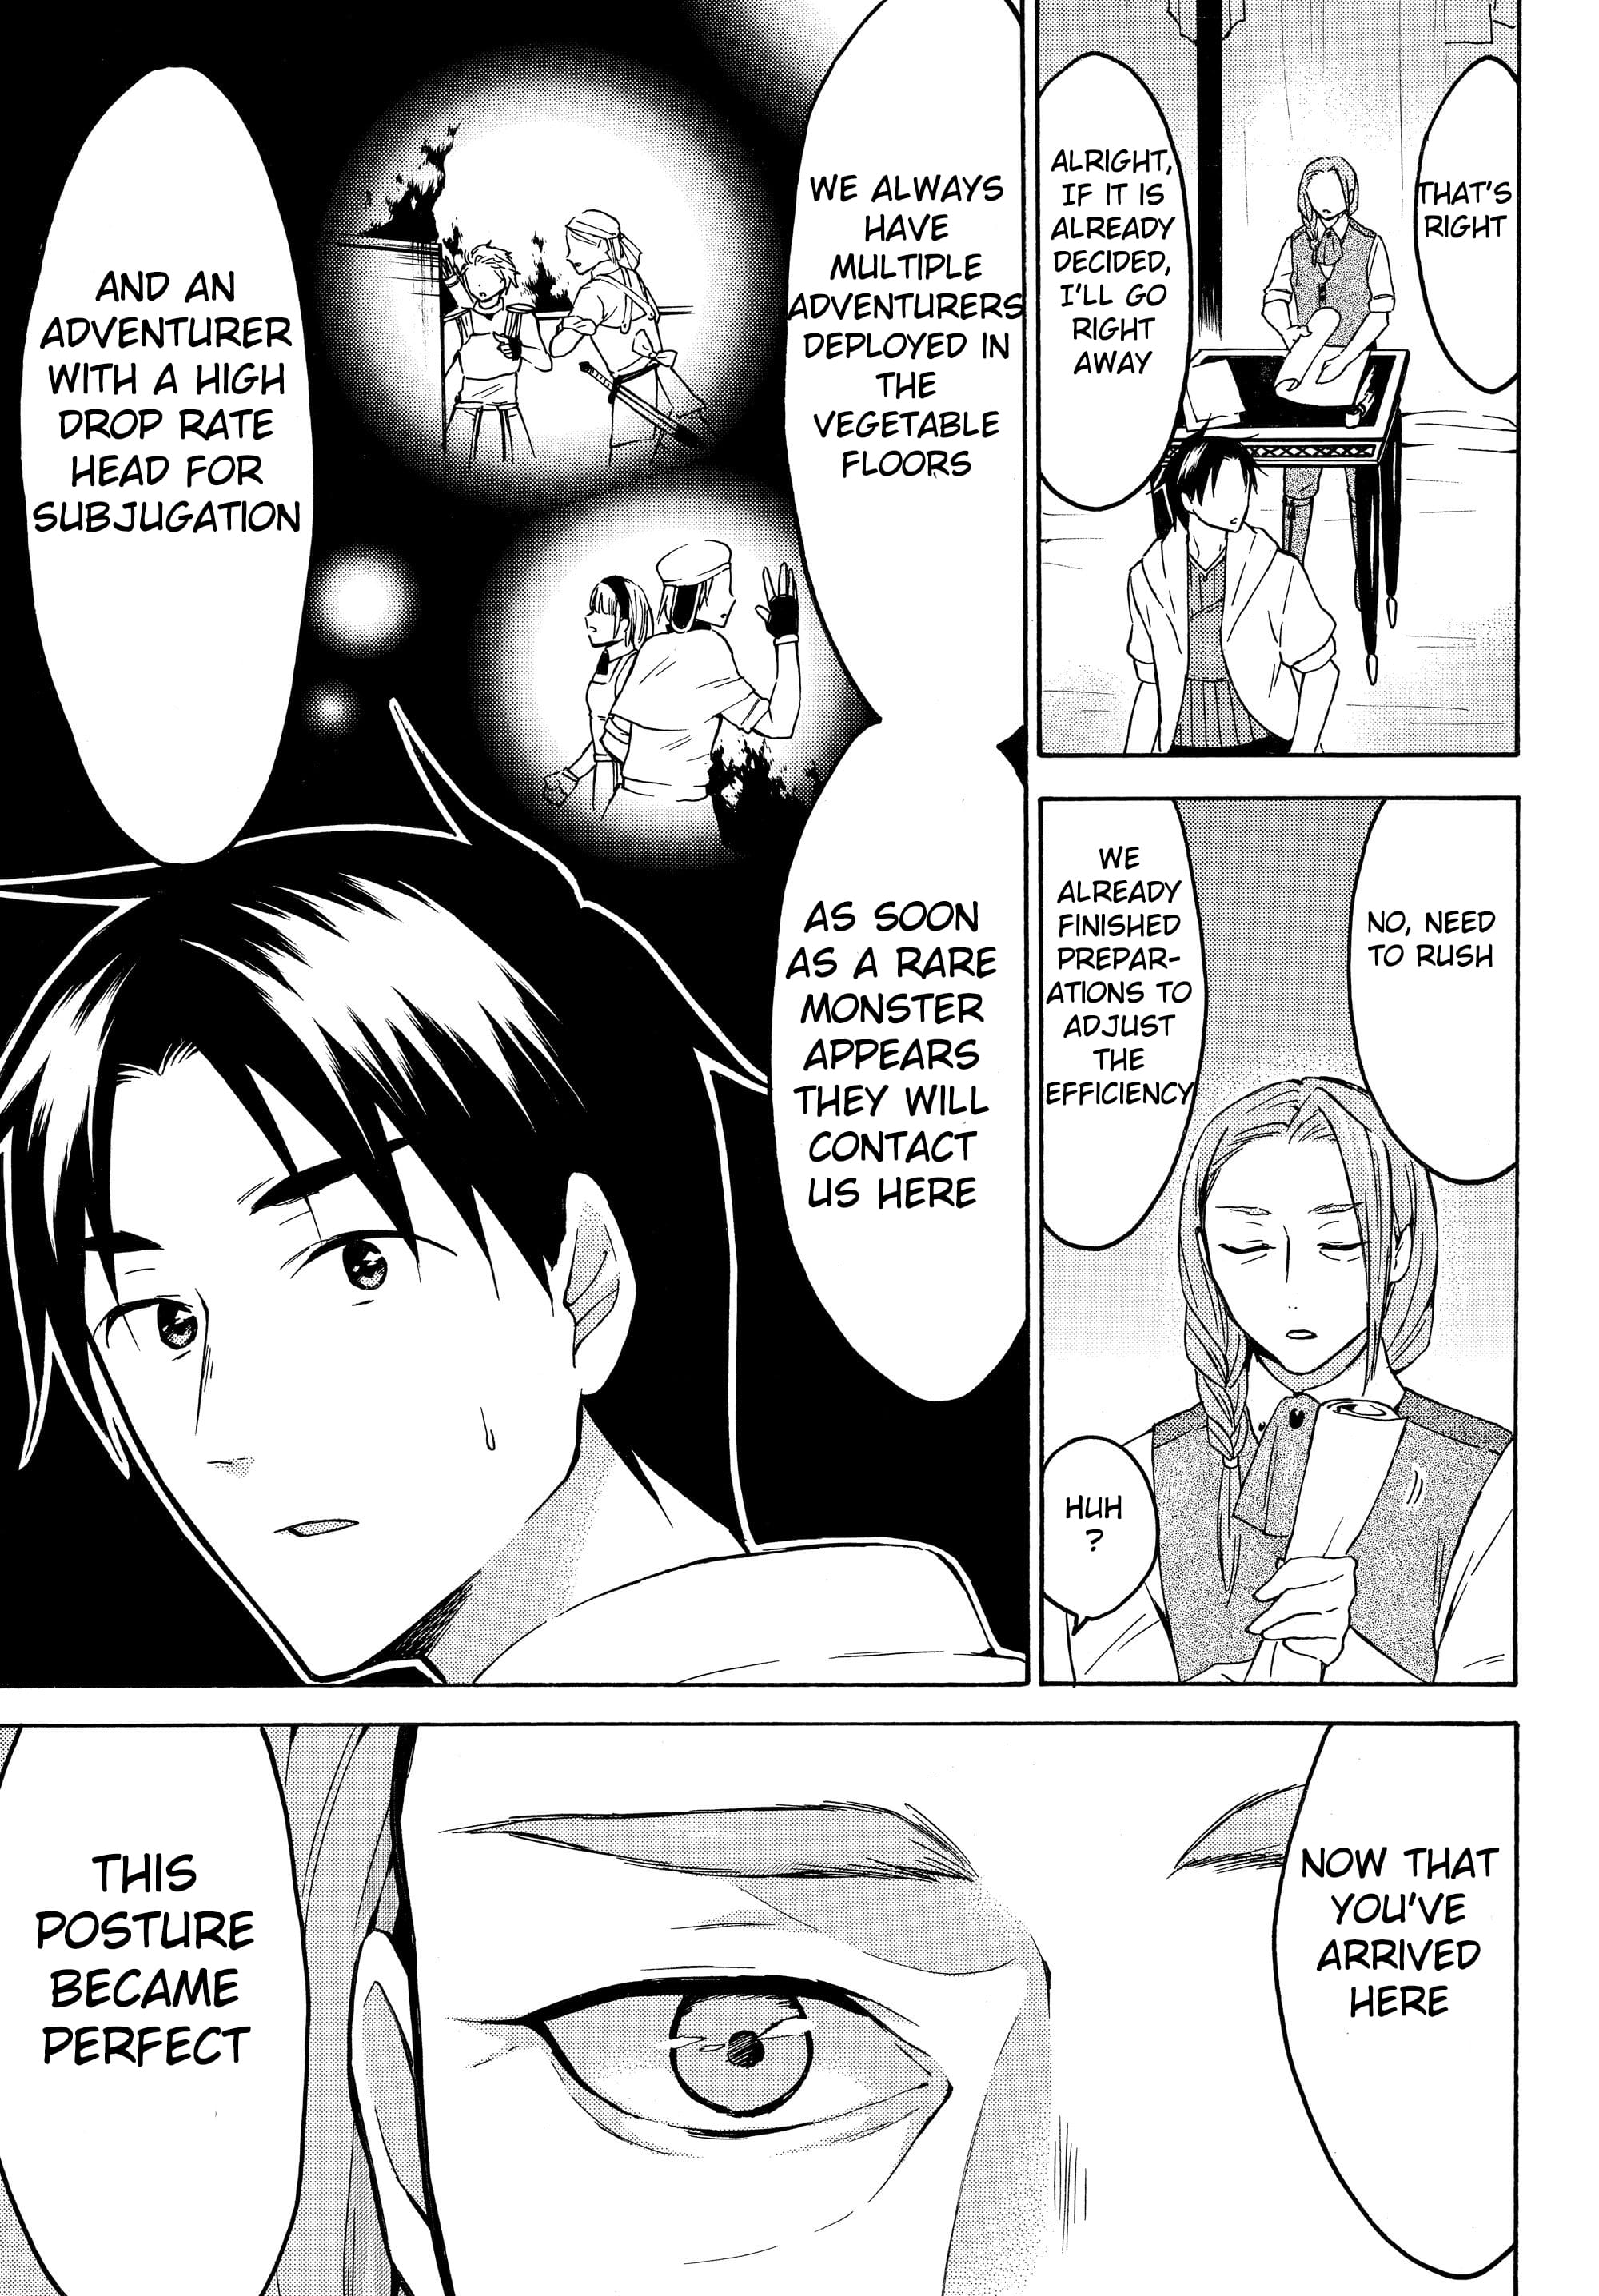 THAT'S
RIGHT
ALRIGHT,
IF IT IS
ALREADY
DECIDED,
I'LL GO
RIGHT
AWAY
NO, NEED
TO RUSH
WE
ALREADY
FINISHED
PREPAR-
ATIONS TO
ADJUST
THE
EFFICIENCY
HUH
?
WE ALWAYS
HAVE
MULTIPLE
ADVENTURERS
DEPLOYED IN
THE
VEGETABLE
FLOORS
AS SOON
AS A RARE
MONSTER
APPEARS
THEY WILL
CONTACT
US HERE
AND AN
ADVENTURER
WITH A HIGH
DROP RATE
HEAD FOR
SUBJUGATION
NOW THAT
YOU'VE
ARRIVED
HERE
THIS
POSTURE
BECAME
PERFECT